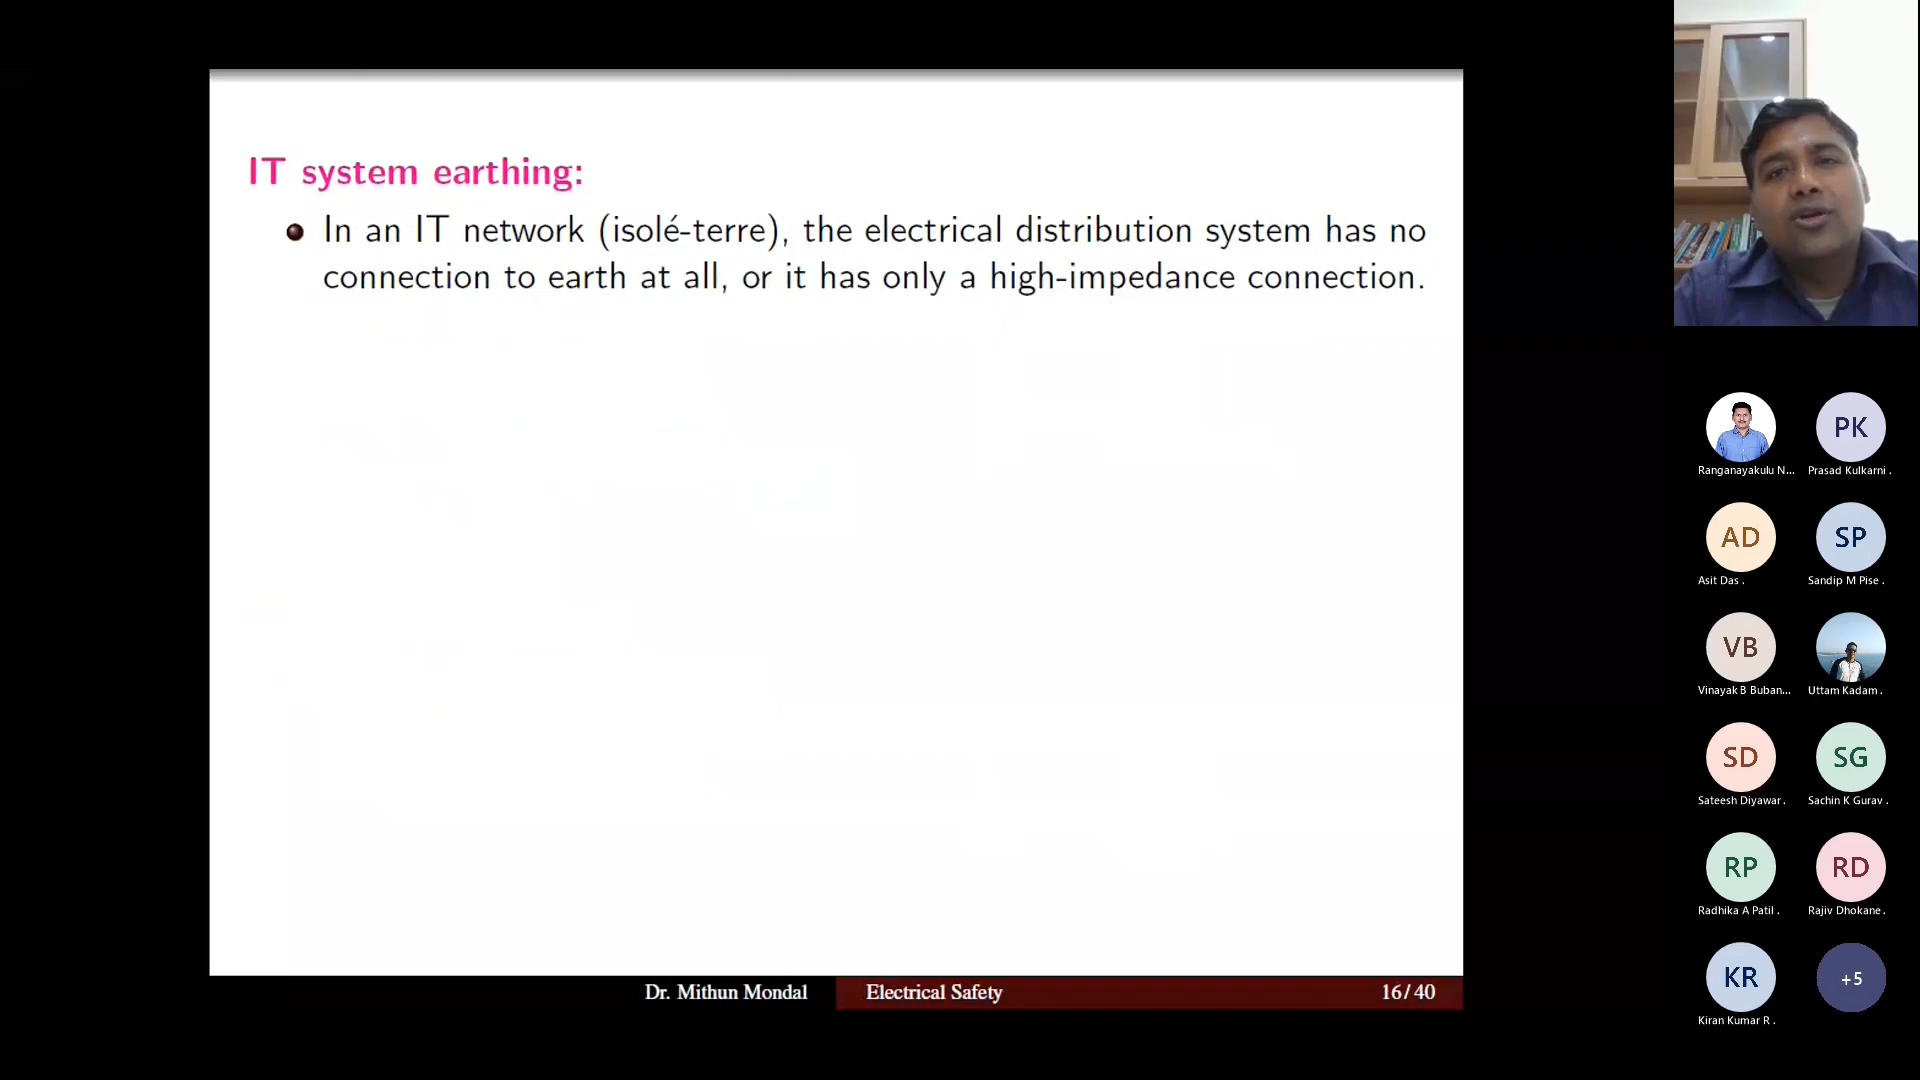 IT system earthing:
In an IT network (isolé-terre), the electrical distribution system has no
connection to earth at all, or it has only a high-impedance connection.
Dr. Mithun Mondal
Electrical Safety
16/40
PK
Ranganayakulu N...
Prasad Kulkarni .
AD
SP
Asit Das .
Sandip M Pise .
VB
Vinayak B Buban...
Uttam Kadam .
SD
SG
Sateesh Diyawar .
Sachin K Gurav .
RP
RD
Radhika A Patil .
Rajiv Dhokane .
KR
+5
Kiran Kumar R .